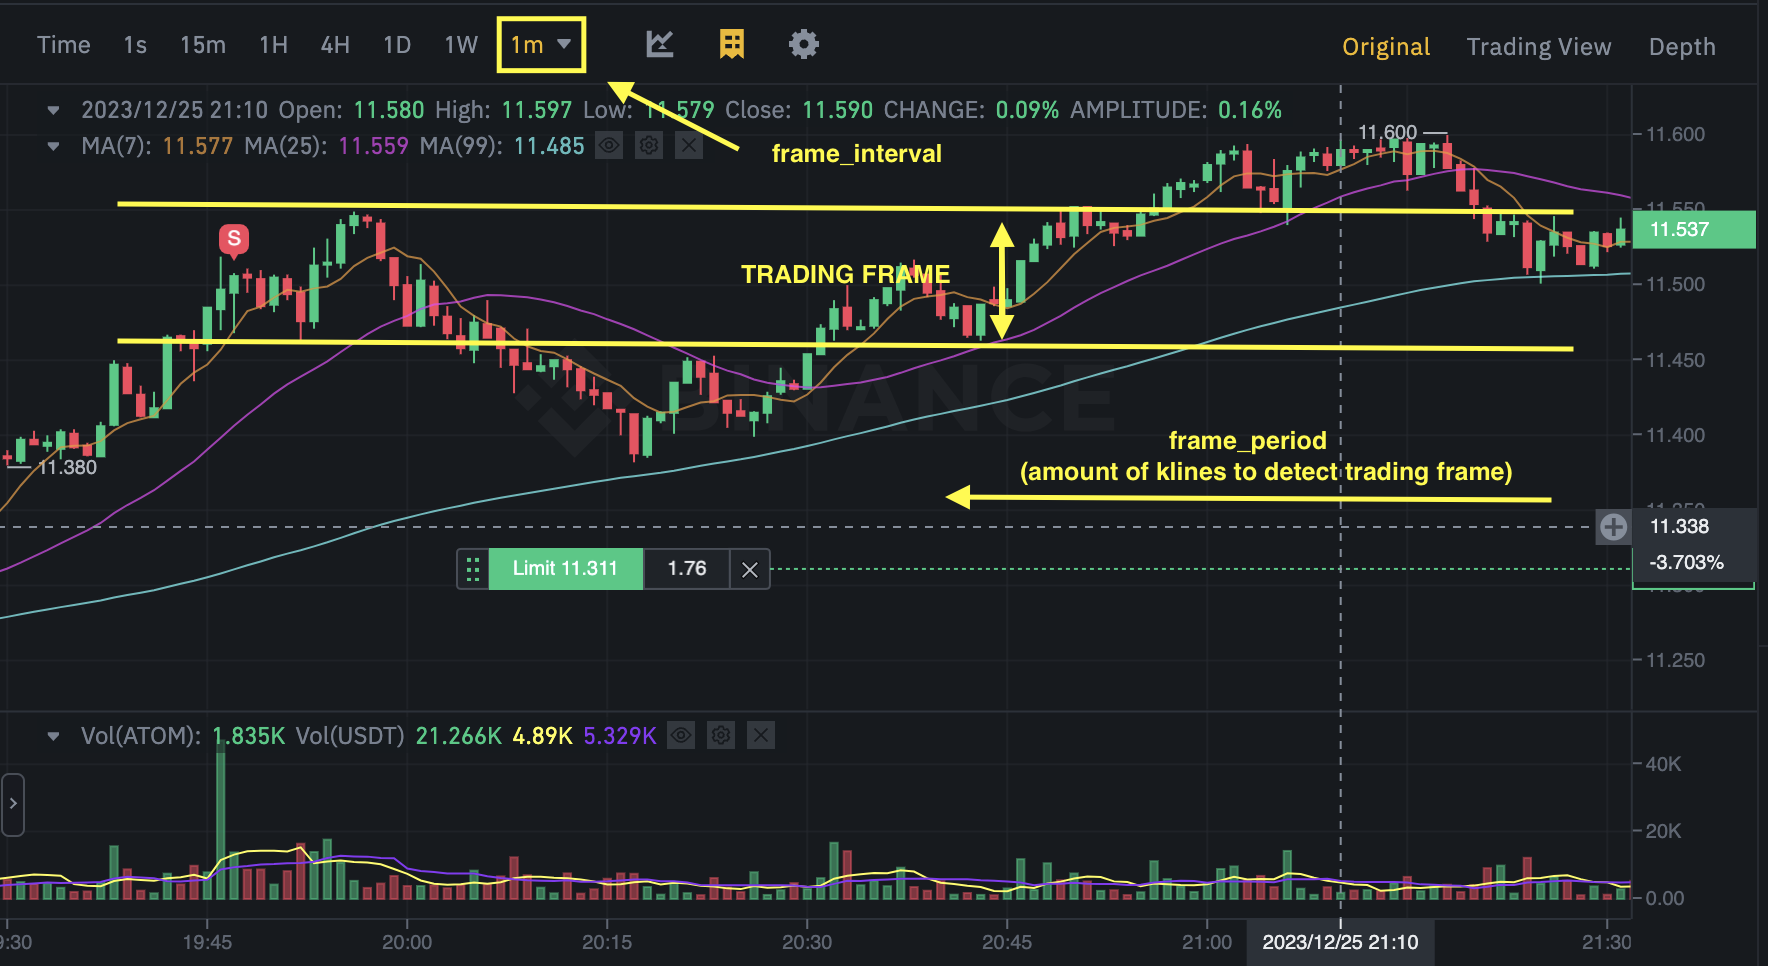 Time 1s 15m 1H 4H 1D 1W 1m Original Trading View Depth
2023/12/25 21:10 Open: 11.580 High: 11.597 Low: 11.579 Close: 11.590 CHANGE: 0.09% AMPLITUDE: 0.16%
MA(7): 11.577 MA(25): 11.559 MA(99): 11.485
frame_interval
11.600
11.600
11.550
S
11.537
TRADING FRAME
11.500
11.450
BINANCE
11.400
frame_period
(amount of klines to detect trading frame)
11.380
11.338
-3.703%
Limit 11.311 1.76
11.250
Vol(ATOM): 1.835K Vol(USDT) 21.266K 4.89K 5.329K
40K
20K
0.00
9:30 19:45 20:00 20:15 20:30 20:45 21:00 2023/12/25 21:10 21:30